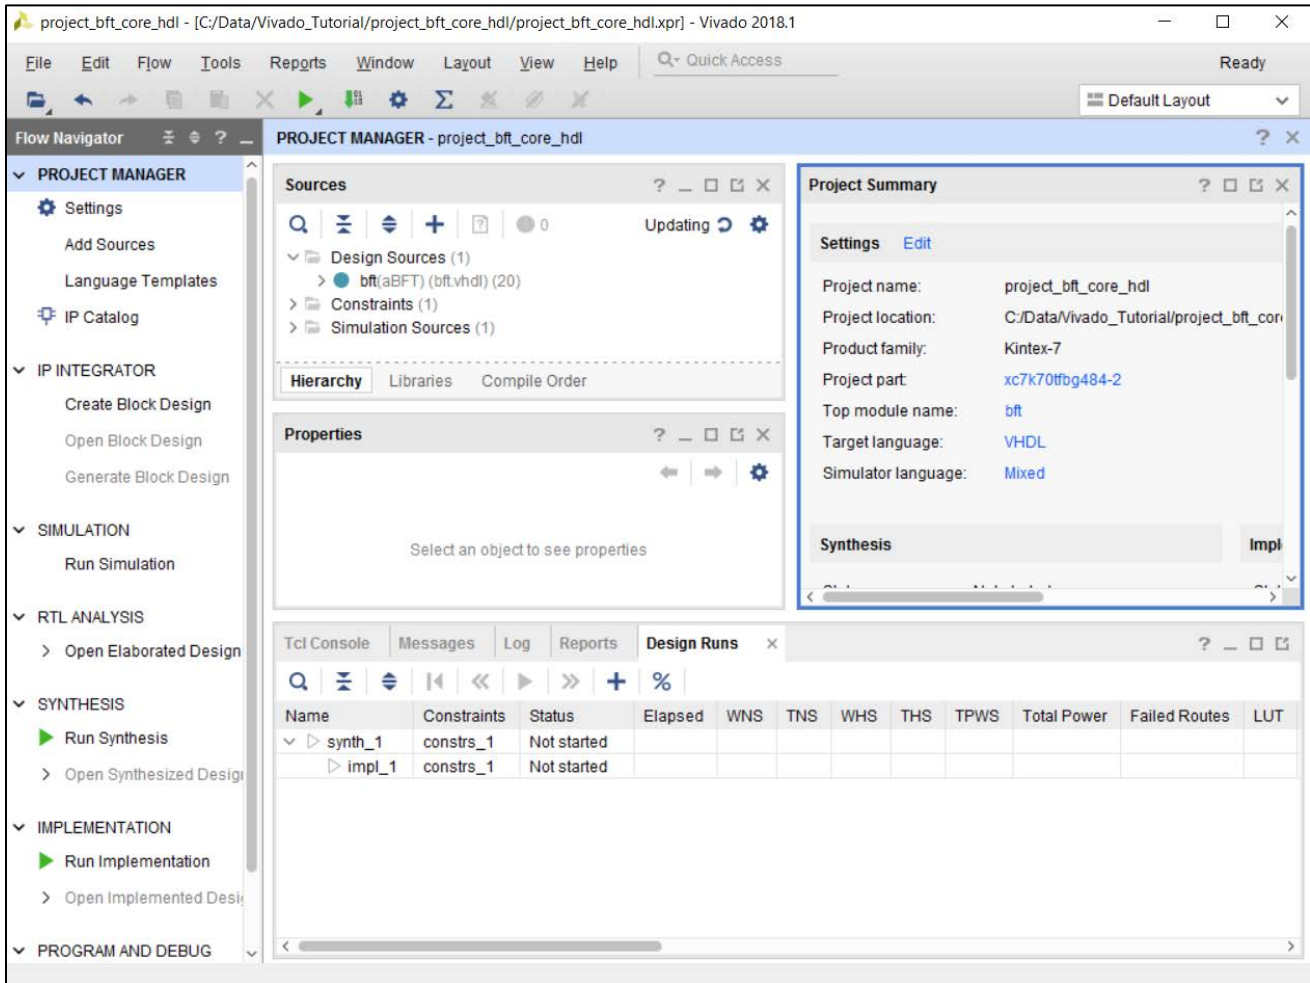 project_bft_core_hdl - [C:/Data/Vivado_Tutorial/project_bft_core_hdl/project_bft_core_hdl.xpr] - Vivado 2018.1
File Edit Flow Tools Reports Window Layout View Help Quick Access Ready
Default Layout
Flow Navigator
PROJECT MANAGER
Settings
Add Sources
Language Templates
IP Catalog
IP INTEGRATOR
Create Block Design
Open Block Design
Generate Block Design
SIMULATION
Run Simulation
RTL ANALYSIS
Open Elaborated Design
SYNTHESIS
Run Synthesis
Open Synthesized Desig
IMPLEMENTATION
Run Implementation
Open Implemented Desi
PROGRAM AND DEBUG
PROJECT MANAGER - project_bft_core_hdl
Sources
0 Updating
Design Sources (1)
bft(aBFT) (bft.vhdl) (20)
Constraints (1)
Simulation Sources (1)
Hierarchy Libraries Compile Order
Properties
Select an object to see properties
Project Summary
Settings Edit
Project name: project_bft_core_hdl
Project location: C:/Data/Vivado_Tutorial/project_bft_core
Product family: Kintex-7
Project part: xc7k70tfbg484-2
Top module name: bft
Target language: VHDL
Simulator language: Mixed
Synthesis Impl
Tcl Console Messages Log Reports Design Runs
Name Constraints Status Elapsed WNS TNS WHS THS TPWS Total Power Failed Routes LUT
synth_1 constrs_1 Not started
impl_1 constrs_1 Not started